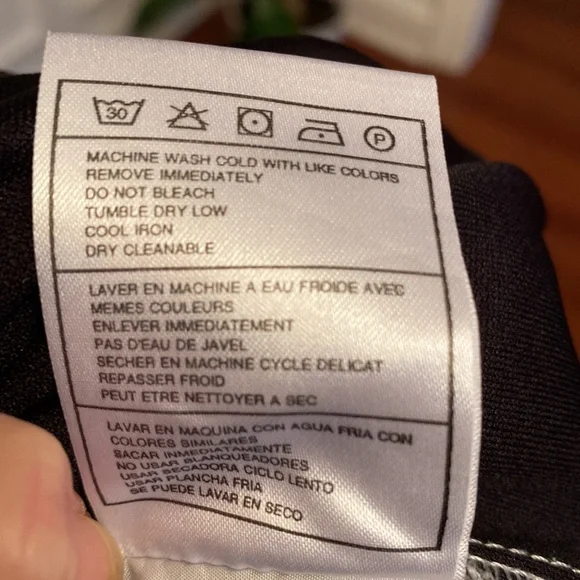 30 P
MACHINE WASH COLD WITH LIKE COLORS
REMOVE IMMEDIATELY
DO NOT BLEACH
TUMBLE DRY LOW
COOL IRON
DRY CLEANABLE
LAVER EN MACHINE A EAU FROIDE AVEC
MEMES COULEURS
ENLEVER IMMEDIATEMENT
PAS D'EAU DE JAVEL
SECHER EN MACHINE CYCLE DELICAT
REPASSER FROID
PEUT ETRE NETTOYER A SEC
LAVAR EN MAQUINA CON AGUA FRIA CON
COLORES SIMILARES
SACAR INMEDIATAMENTE
NO USAR BLANQUEADORES
USAR SECADORA CICLO LENTO
USAR PLANCHA FRIA
SE PUEDE LAVAR EN SECO